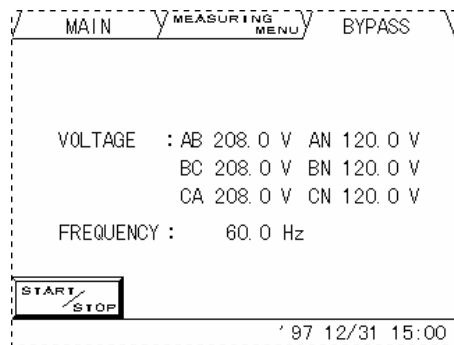 MAIN
MEASURING
MENU
BYPASS
VOLTAGE : AB 208.0 V AN 120.0 V
BC 208.0 V BN 120.0 V
CA 208.0 V CN 120.0 V
FREQUENCY : 60.0 Hz
START/
STOP
'97 12/31 15:00